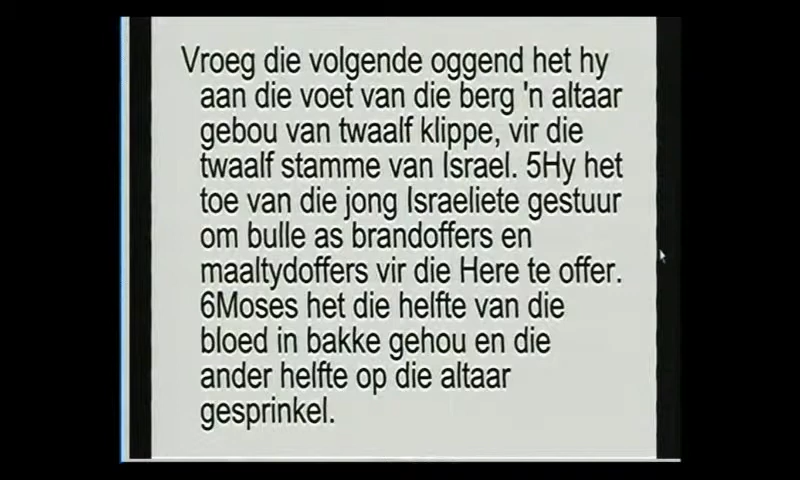 Vroeg die volgende oggend het hy
aan die voet van die berg 'n altaar
gebou van twaalf klippe, vir die
twaalf stamme van Israel. 5Hy het
toe van die jong Israeliete gestuur
om bulle as brandoffers en
maaltydoffers vir die Here te offer.
6Moses het die helfte van die
bloed in bakke gehou en die
ander helfte op die altaar
gesprinkel.